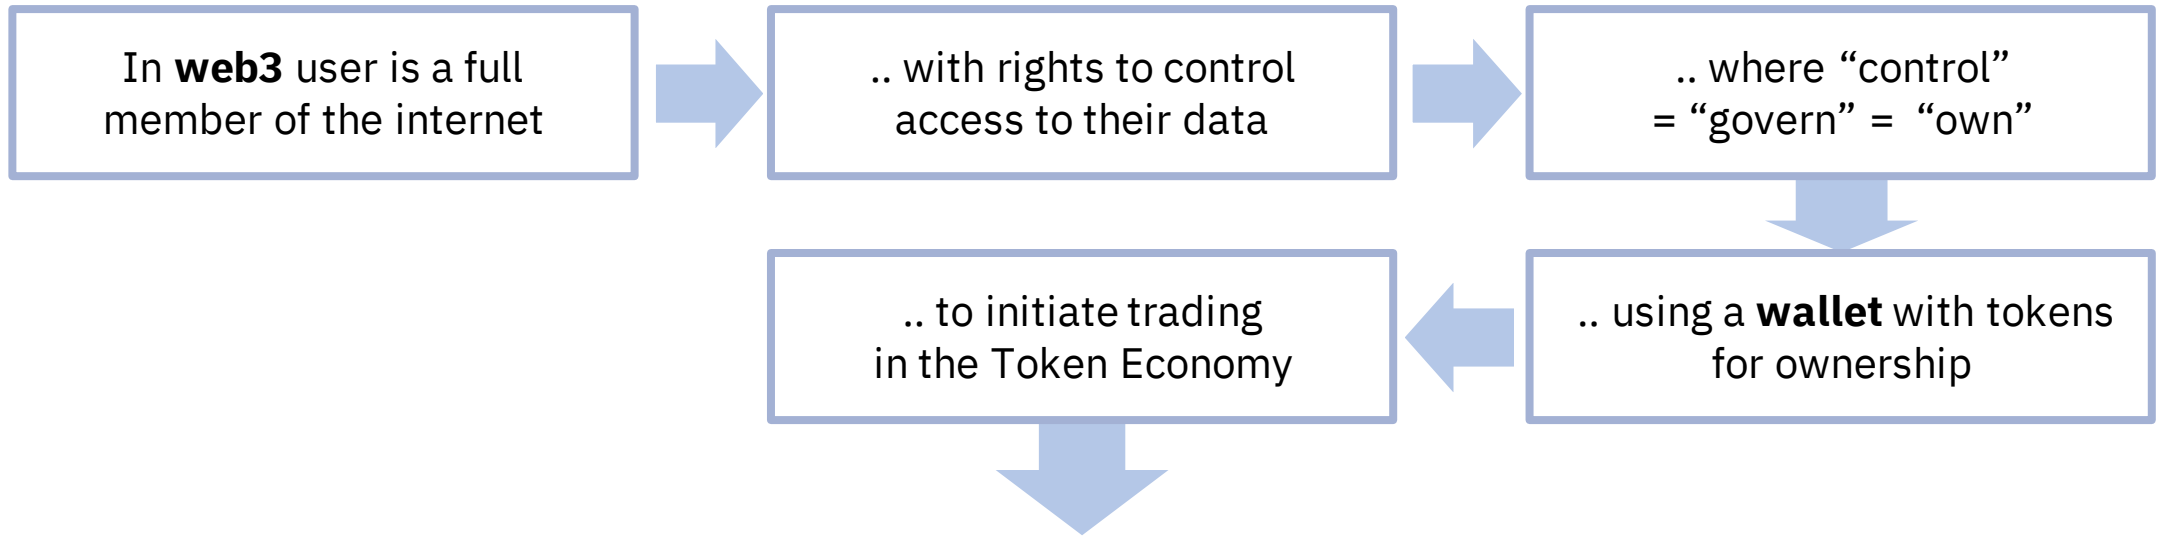 In web3 user is a full
member of the internet
.. with rights to control
access to their data
.. where “control”
= “govern” = “own”
.. using a wallet with tokens
for ownership
.. to initiate trading
in the Token Economy